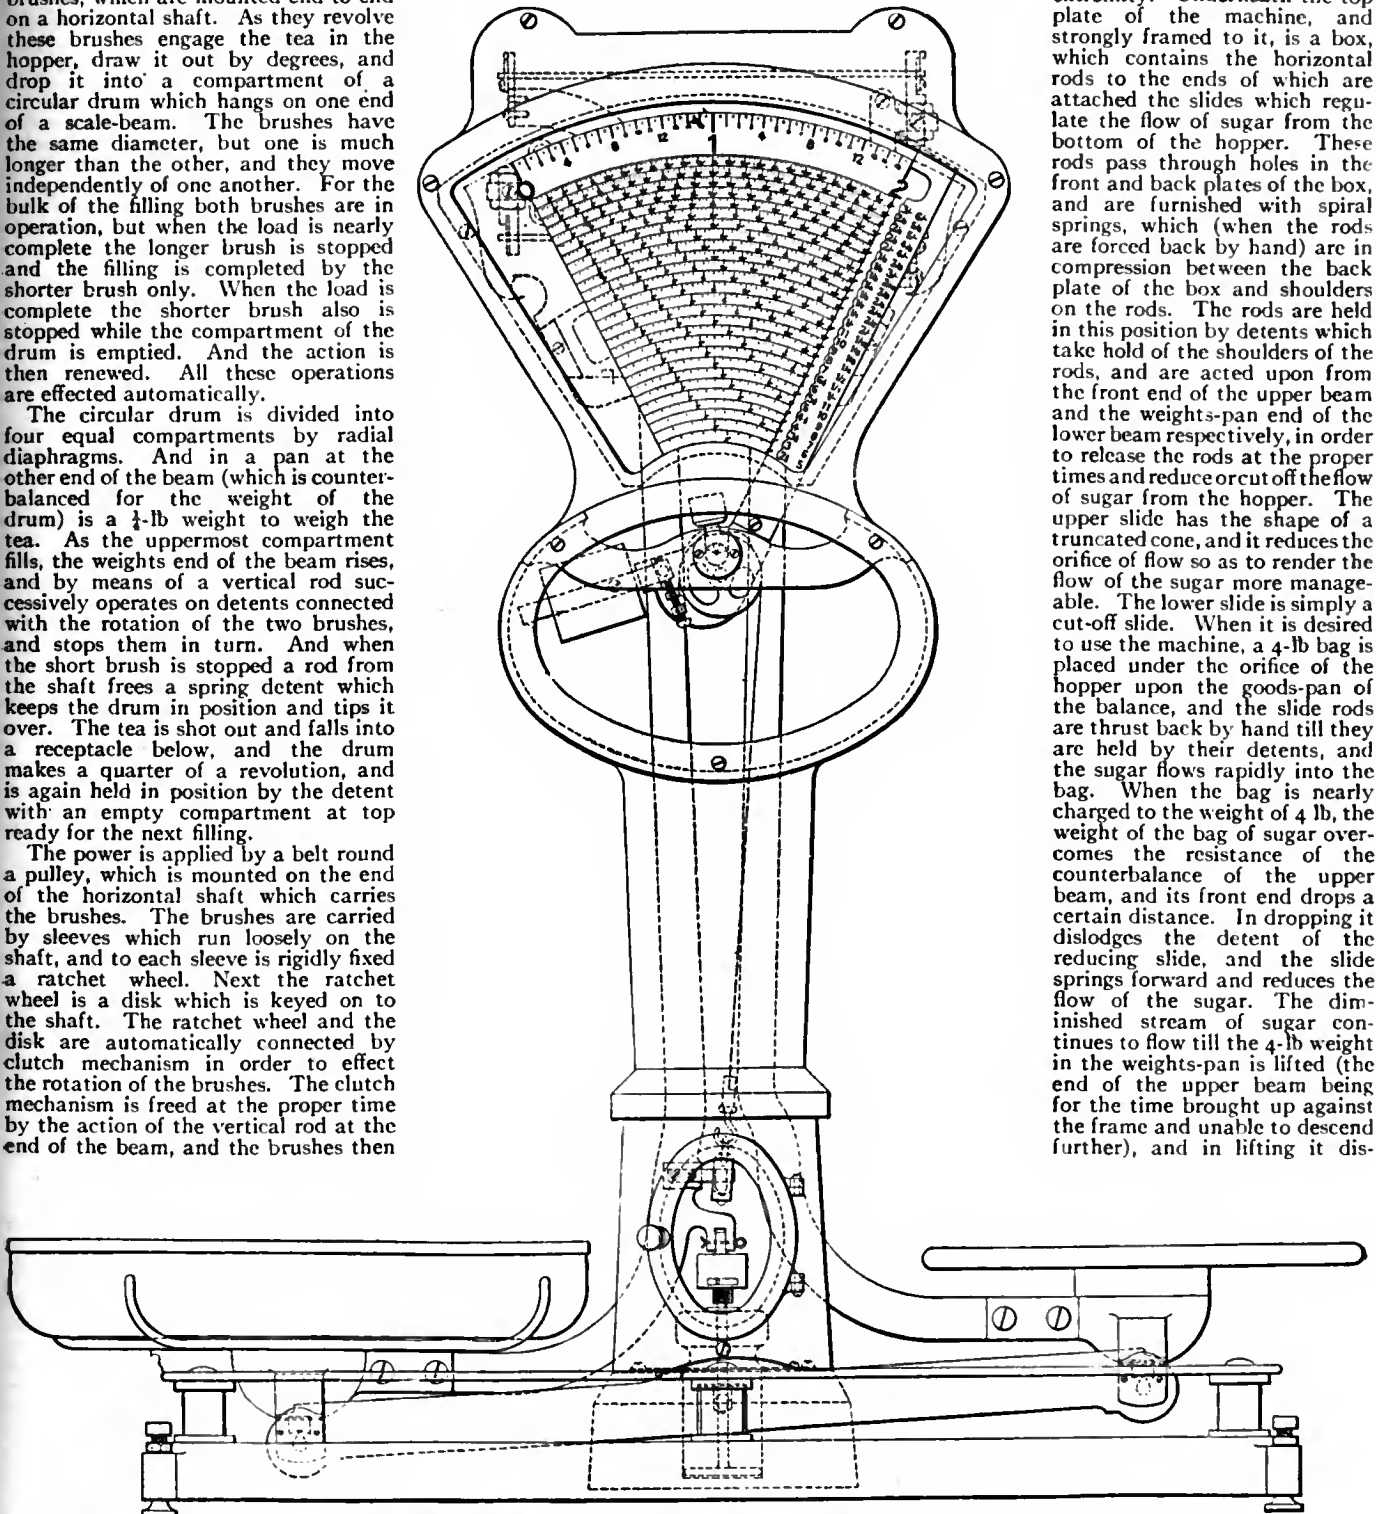 brushes, which are mounted end to end
on a horizontal shaft. As they revolve
these brushes engage the tea in the
hopper, draw it out by degrees, and
drop it into a compartment of a
circular drum which hangs on one end
of a scale-beam. The brushes have
the same diameter, but one is much
longer than the other, and they move
independently of one another. For the
bulk of the filling both brushes are in
operation, but when the load is nearly
complete the longer brush is stopped
and the filling is completed by the
shorter brush only. When the load is
complete the shorter brush also is
stopped while the compartment of the
drum is emptied. And the action is
then renewed. All these operations
are effected automatically.
The circular drum is divided into
four equal compartments by radial
diaphragms. And in a pan at the
other end of the beam (which is counter-
balanced for the weight of the
drum) is a ¼-lb weight to weigh the
tea. As the uppermost compartment
fills, the weights end of the beam rises,
and by means of a vertical rod suc-
cessively operates on detents connected
with the rotation of the two brushes,
and stops them in turn. And when
the short brush is stopped a rod from
the shaft frees a spring detent which
keeps the drum in position and tips it
over. The tea is shot out and falls into
a receptacle below, and the drum
makes a quarter of a revolution, and
is again held in position by the detent
with an empty compartment at top
ready for the next filling.
The power is applied by a belt round
a pulley, which is mounted on the end
of the horizontal shaft which carries
the brushes. The brushes are carried
by sleeves which run loosely on the
shaft, and to each sleeve is rigidly fixed
a ratchet wheel. Next the ratchet
wheel is a disk which is keyed on to
the shaft. The ratchet wheel and the
disk are automatically connected by
clutch mechanism in order to effect
the rotation of the brushes. The clutch
mechanism is freed at the proper time
by the action of the vertical rod at the
end of the beam, and the brushes then
0 4 8 12 1 4 8 12 2
the top
plate of the machine, and
strongly framed to it, is a box,
which contains the horizontal
rods to the ends of which are
attached the slides which regu-
late the flow of sugar from the
bottom of the hopper. These
rods pass through holes in the
front and back plates of the box,
and are furnished with spiral
springs, which (when the rods
are forced back by hand) are in
compression between the back
plate of the box and shoulders
on the rods. The rods are held
in this position by detents which
take hold of the shoulders of the
rods, and are acted upon from
the front end of the upper beam
and the weights-pan end of the
lower beam respectively, in order
to release the rods at the proper
times and reduce or cut off the flow
of sugar from the hopper. The
upper slide has the shape of a
truncated cone, and it reduces the
orifice of flow so as to render the
flow of the sugar more manage-
able. The lower slide is simply a
cut-off slide. When it is desired
to use the machine, a 4-lb bag is
placed under the orifice of the
hopper upon the goods-pan of
the balance, and the slide rods
are thrust back by hand till they
are held by their detents, and
the sugar flows rapidly into the
bag. When the bag is nearly
charged to the weight of 4 lb, the
weight of the bag of sugar over-
comes the resistance of the
counterbalance of the upper
beam, and its front end drops a
certain distance. In dropping it
dislodges the detent of the
reducing slide, and the slide
springs forward and reduces the
flow of the sugar. The dim-
inished stream of sugar con-
tinues to flow till the 4-lb weight
in the weights-pan is lifted (the
end of the upper beam being
for the time brought up against
the frame and unable to descend
further), and in lifting it dis-